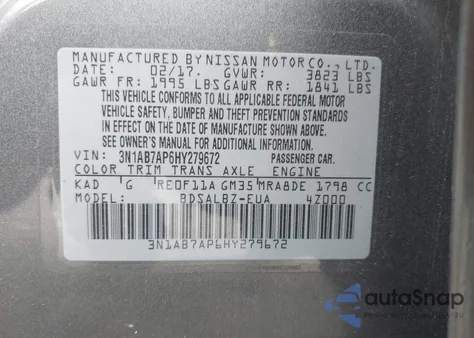 MANUFACTURED BY NISSAN MOTOR CO., LTD.
DATE: 02/17. GVWR: 3823 LBS
GAWR FR: 1995 LBS GAWR RR: 1841 LBS
THIS VEHICLE CONFORMS TO ALL APPLICABLE FEDERAL MOTOR
VEHICLE SAFETY, BUMPER, AND THEFT PREVENTION STANDARDS
IN EFFECT ON THE DATE OF MANUFACTURE SHOWN ABOVE.
SEE OWNER'S MANUAL FOR ADDITIONAL INFORMATION.
VIN: 3N1AB7AP6HY279672 PASSENGER CAR.
COLOR TRIM TRANS AXLE ENGINE
KAD G RE0F11A GM35 MRA8DE 1798 CC
MODEL: BDSALBZ-EUA 4Z000
3N1AB7AP6HY279672
autoSnap